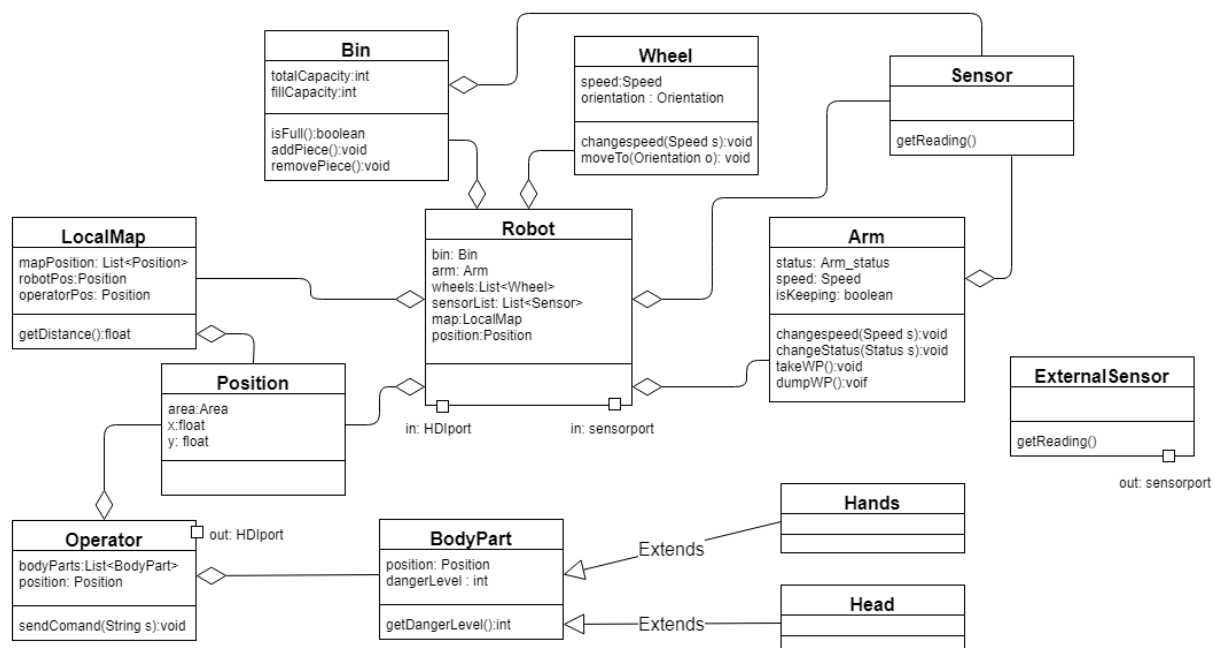 Bin
totalCapacity:int
fillCapacity:int
isFull():boolean
addPiece():void
removePiece():void
Wheel
speed:Speed
orientation : Orientation
changespeed(Speed s):void
moveTo(Orientation o): void
Sensor
getReading()
LocalMap
mapPosition: List<Position>
robotPos:Position
operatorPos: Position
getDistance():float
Robot
bin: Bin
arm: Arm
wheels:List<Wheel>
sensorList: List<Sensor>
map:LocalMap
position:Position
in: HDIport
in: sensorport
Arm
status: Arm_status
speed: Speed
isKeeping: boolean
changespeed(Speed s):void
changeStatus(Status s):void
takeWP():void
dumpWP():voif
ExternalSensor
getReading()
out: sensorport
Position
area:Area
x:float
y: float
Operator
bodyParts:List<BodyPart>
position: Position
sendComand(String s):void
out: HDIport
BodyPart
position: Position
dangerLevel : int
getDangerLevel():int
Extends
Hands
Extends
Head